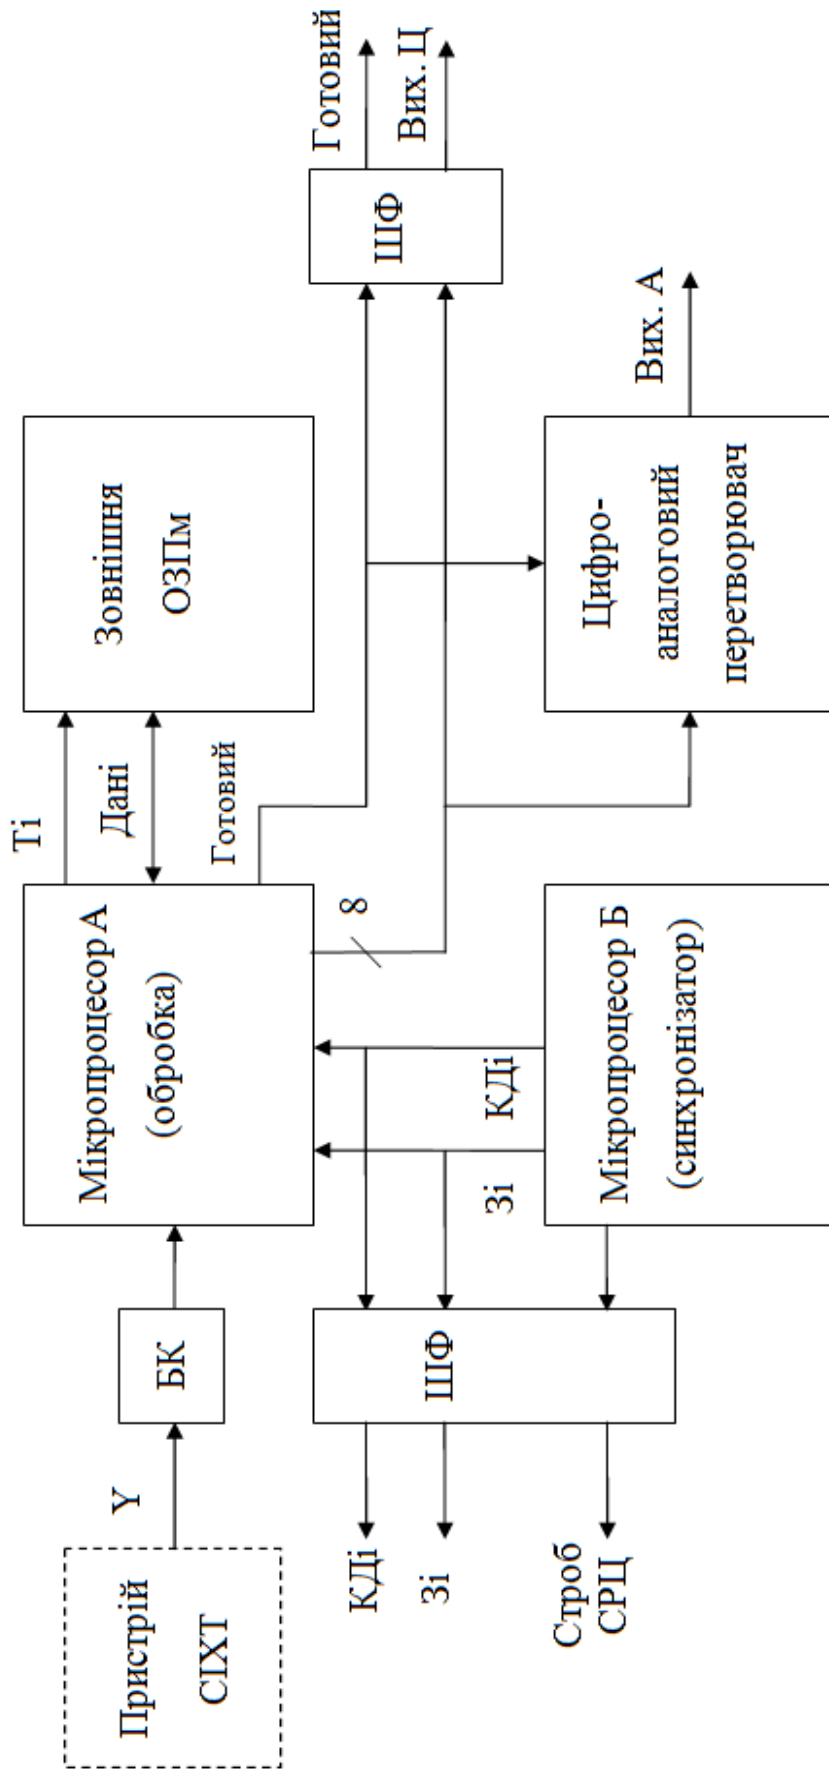 Пристрій
СІХТ
Y
БК
Мікропроцесор А
(обробка)
Ті
Дані
Готовий
Зовнішня
ОЗПм
8
КДі
Зі
Строб
СРЦ
ШФ
Зі
КДі
Мікропроцесор Б
(синхронізатор)
Цифро-
аналоговий
перетворювач
Вих. А
ШФ
Готовий
Вих. Ц